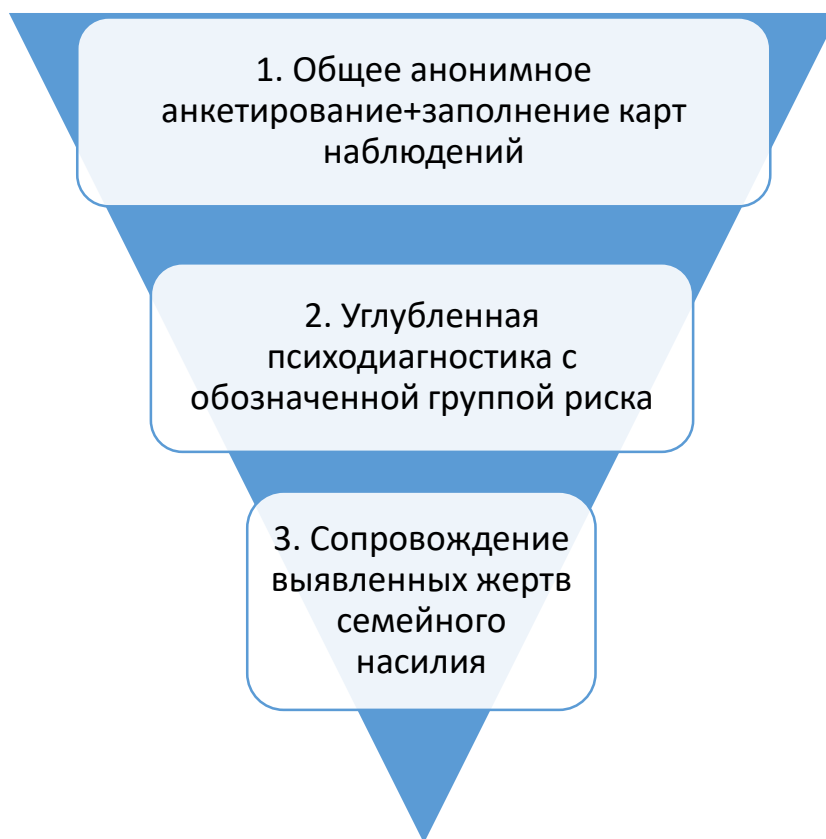 1. Общее анонимное
анкетирование+заполнение карт
наблюдений
2. Углубленная
психодиагностика с
обозначенной группой риска
3. Сопровождение
выявленных жертв
семейного
насилия